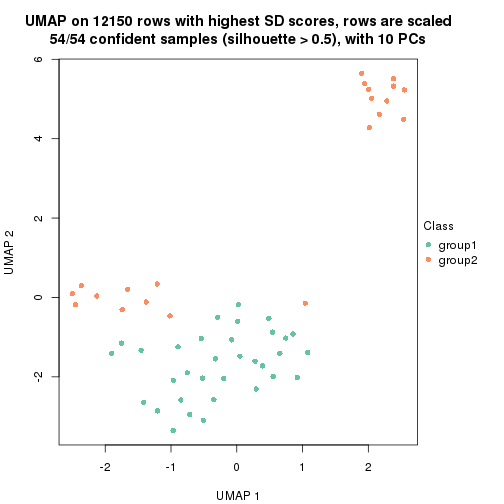 UMAP on 12150 rows with highest SD scores, rows are scaled
54/54 confident samples (silhouette > 0.5), with 10 PCs
6
4
2
0
-2
UMAP 2
-2
-1
0
1
2
UMAP 1
Class
group1
group2